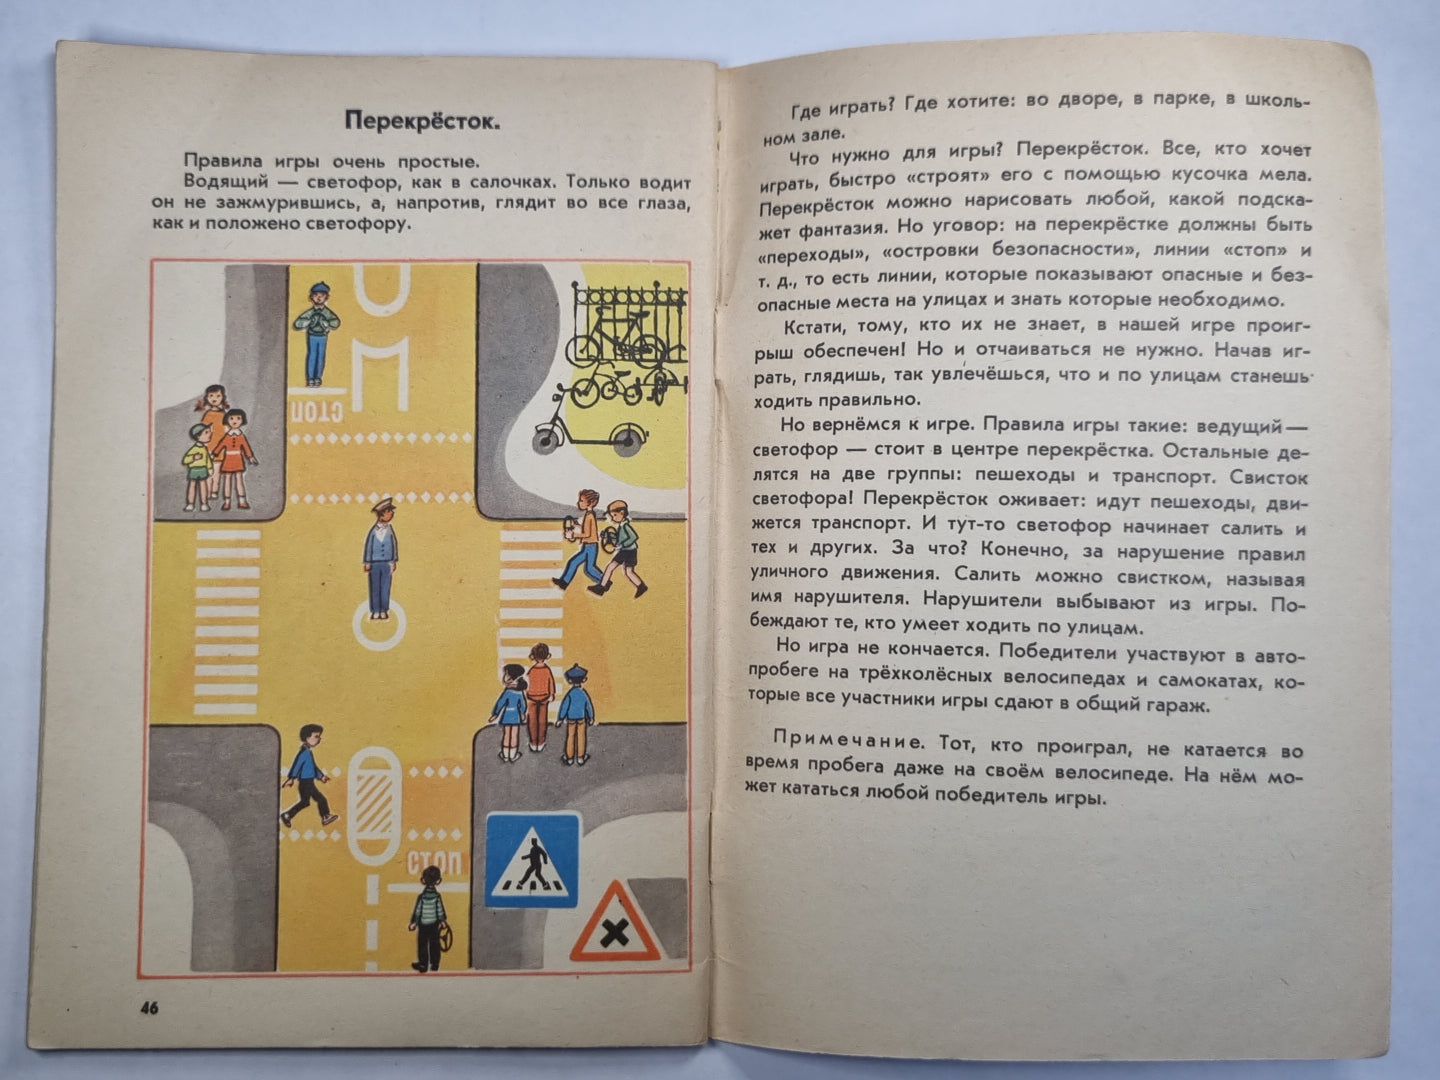 Перекрёсток.
Правила игры очень простые.
Водящий — светофор, как в салочках. Только водит
он не зажмурившись, а, напротив, глядит во все глаза,
как и положено светофору.
СТОП
СТОП
46
Где играть? Где хотите: во дворе, в парке, в школь-
ном зале.
Что нужно для игры? Перекрёсток. Все, кто хочет
играть, быстро «строят» его с помощью кусочка мела.
Перекрёсток можно нарисовать любой, какой подска-
жет фантазия. Но уговор: на перекрёстке должны быть
«переходы», «островки безопасности», линии «стоп» и
т. д., то есть линии, которые показывают опасные и без-
опасные места на улицах и знать которые необходимо.
Кстати, тому, кто их не знает, в нашей игре проиг-
рыш обеспечен! Но и отчаиваться не нужно. Начав иг-
рать, глядишь, так увлечёшься, что и по улицам станешь
ходить правильно.
Но вернёмся к игре. Правила игры такие: ведущий —
светофор — стоит в центре перекрёстка. Остальные де-
лятся на две группы: пешеходы и транспорт. Свисток
светофора! Перекрёсток оживает: идут пешеходы, дви-
жется транспорт. И тут-то светофор начинает салить и
тех и других. За что? Конечно, за нарушение правил
уличного движения. Салить можно свистком, называя
имя нарушителя. Нарушители выбывают из игры. По-
беждают те, кто умеет ходить по улицам.
Но игра не кончается. Победители участвуют в авто-
пробеге на трёхколёсных велосипедах и самокатах, ко-
торые все участники игры сдают в общий гараж.
Примечание. Тот, кто проиграл, не катается во
время пробега даже на своём велосипеде. На нём мо-
жет кататься любой победитель игры.